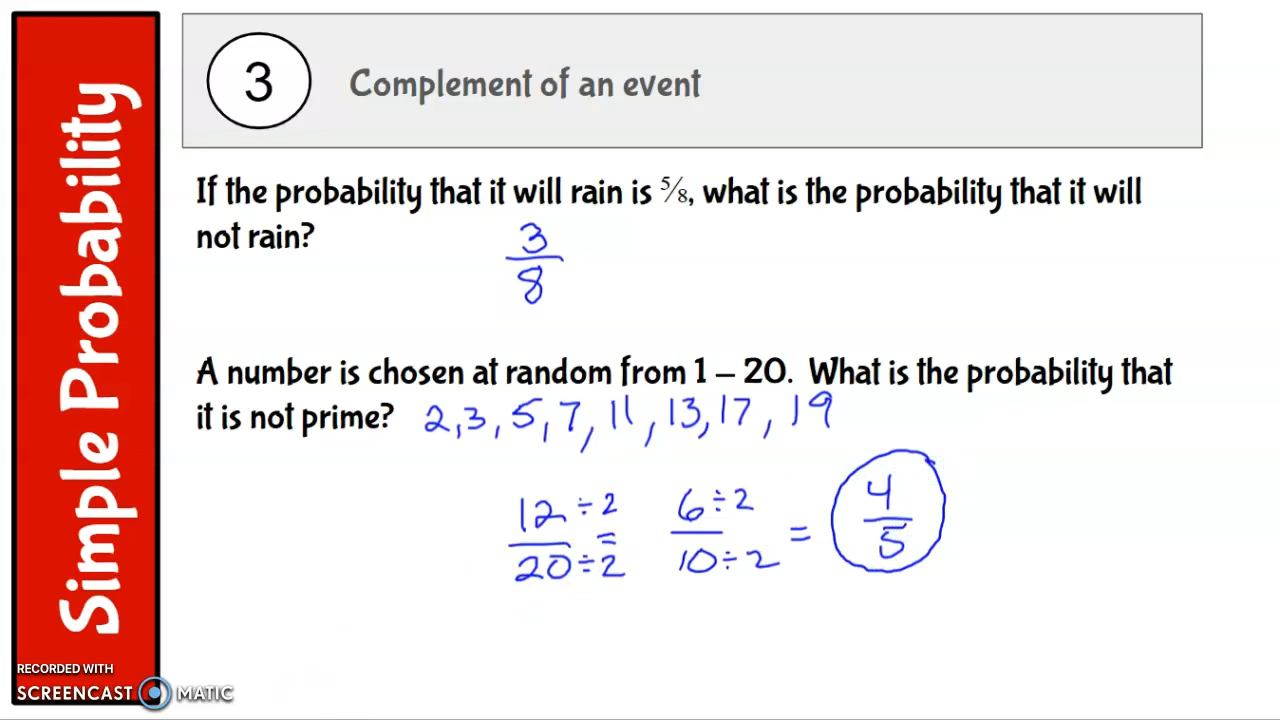 Simple Probability
3
Complement of an event
If the probability that it will rain is 5⁄8, what is the probability that it will
not rain?
3/8
A number is chosen at random from 1 – 20. What is the probability that
it is not prime? 2, 3, 5, 7, 11, 13, 17, 19
12÷2/20÷2 = 6÷2/10÷2 = 4/5
RECORDED WITH
SCREENCAST MATIC